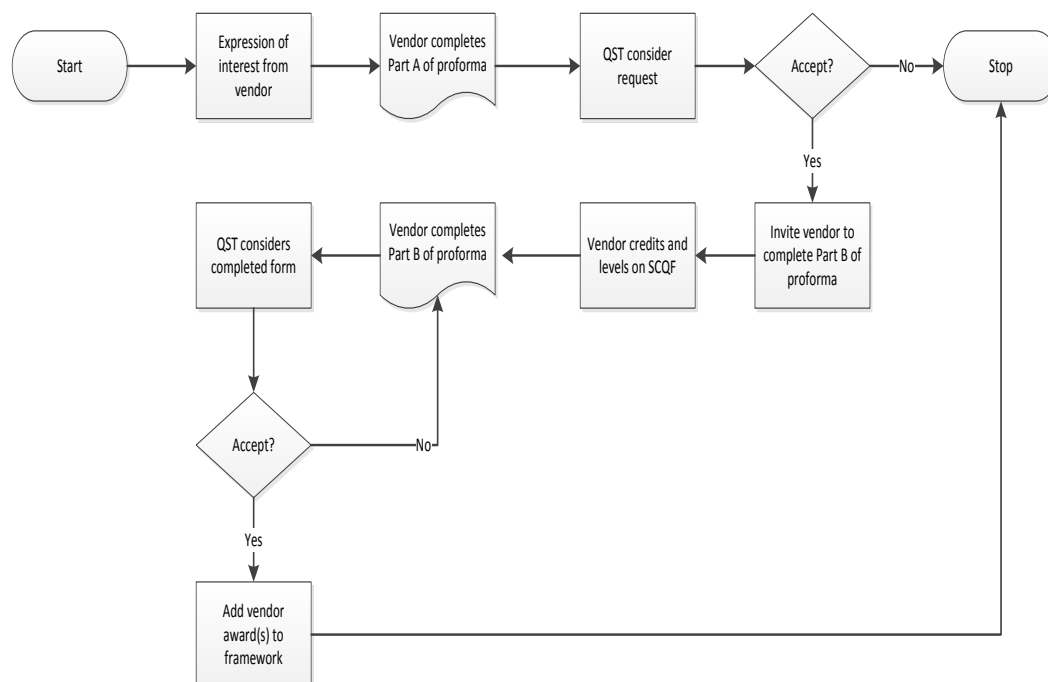 Start
Expression of
interest from
vendor
Vendor completes
Part A of proforma
QST consider
request
Accept?
No
Stop
Yes
Invite vendor to
complete Part B of
proforma
Vendor credits and
levels on SCQF
Vendor completes
Part B of proforma
QST considers
completed form
Accept?
No
Yes
Add vendor
award(s) to
framework